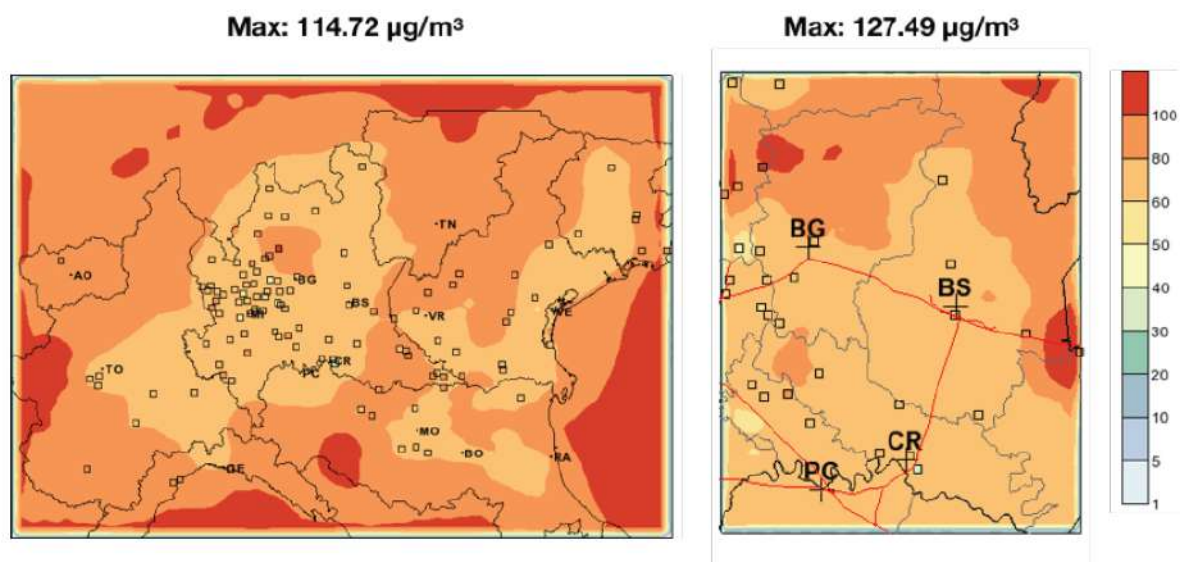 Max: 114.72 µg/m³
Max: 127.49 µg/m³
TN
AO
BG
BS
VE
MI
VR
TO
CR
PC
MO
BO
RA
GE
BG
BS
CR
PC
100
80
60
50
40
30
20
10
5
1